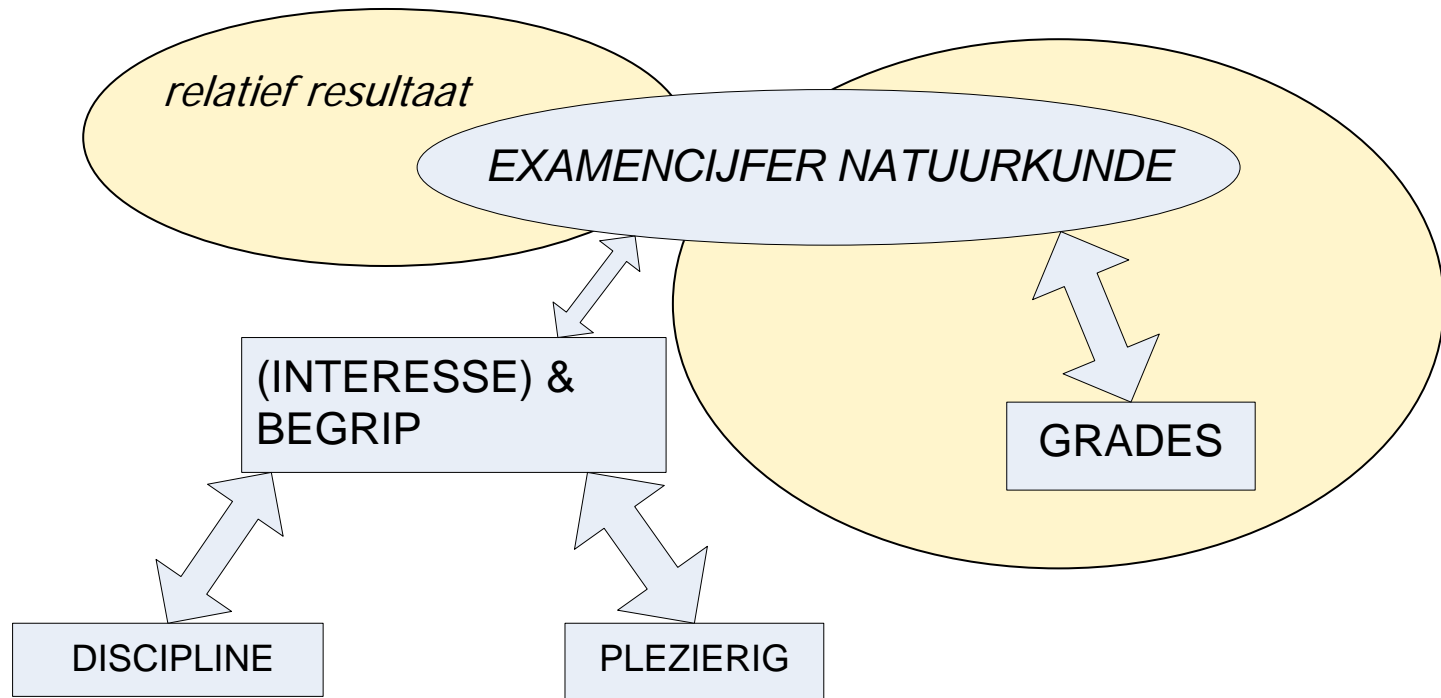 relatief resultaat
EXAMENCIJFER NATUURKUNDE
(INTERESSE) &
BEGRIP
GRADES
DISCIPLINE
PLEZIERIG